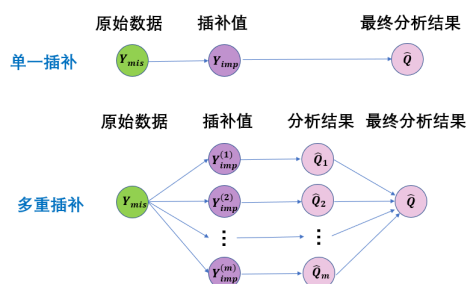 原始数据 插补值 最终分析结果
单一插补 Y_mis Y_imp Q̂
原始数据 插补值 分析结果 最终分析结果
Y_imp^(1) Q̂_1
多重插补 Y_mis Y_imp^(2) Q̂_2 Q̂
⋮ ⋮
Y_imp^(m) Q̂_m